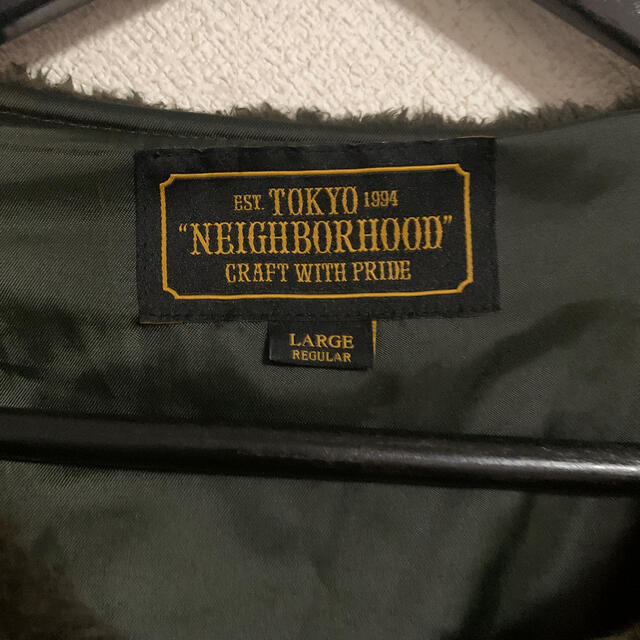 EST. TOKYO 1994
"NEIGHBORHOOD"
CRAFT WITH PRIDE
LARGE
REGULAR